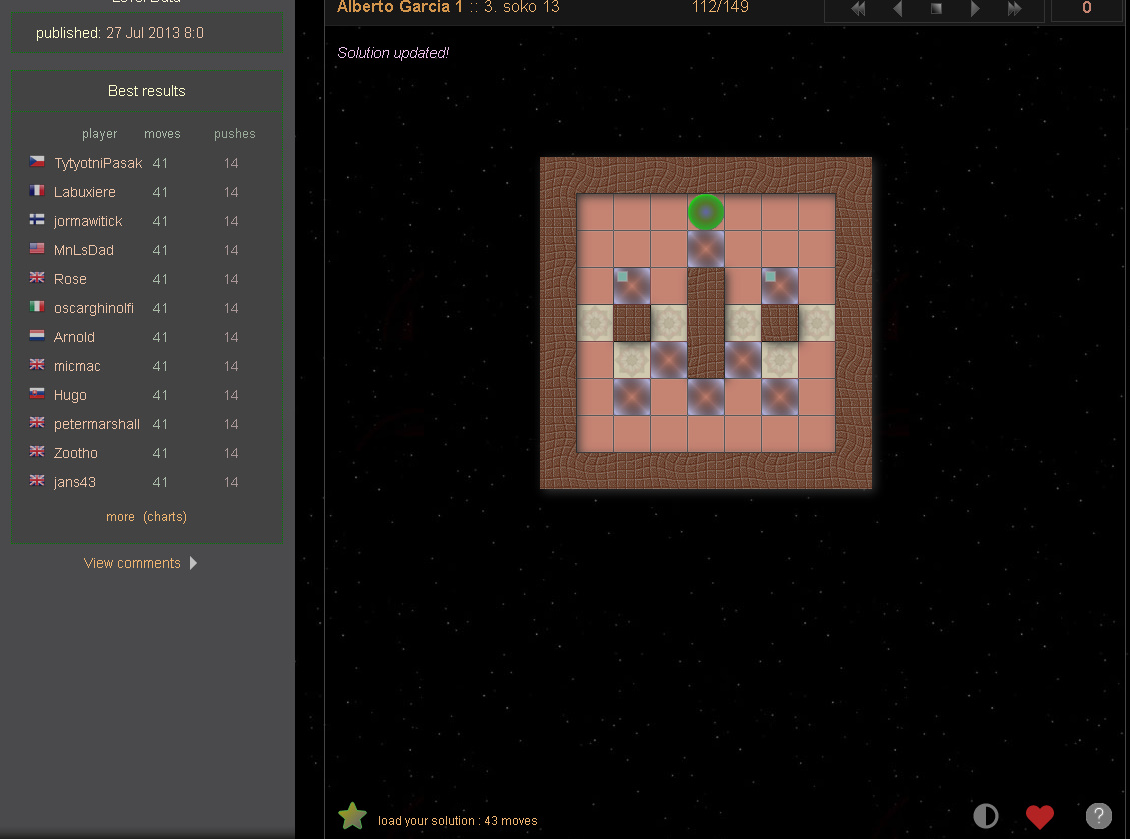 Level Data
published: 27 Jul 2013 8:0
Best results
player moves pushes
TytyotniPasak 41 14
Labuxiere 41 14
jormawitick 41 14
MnLsDad 41 14
Rose 41 14
oscarghinolfi 41 14
Arnold 41 14
micmac 41 14
Hugo 41 14
petermarshall 41 14
Zootho 41 14
jans43 41 14
more (charts)
View comments
Alberto Garcia 1 :: 3. soko 13 112/149 0
Solution updated!
load your solution : 43 moves
?